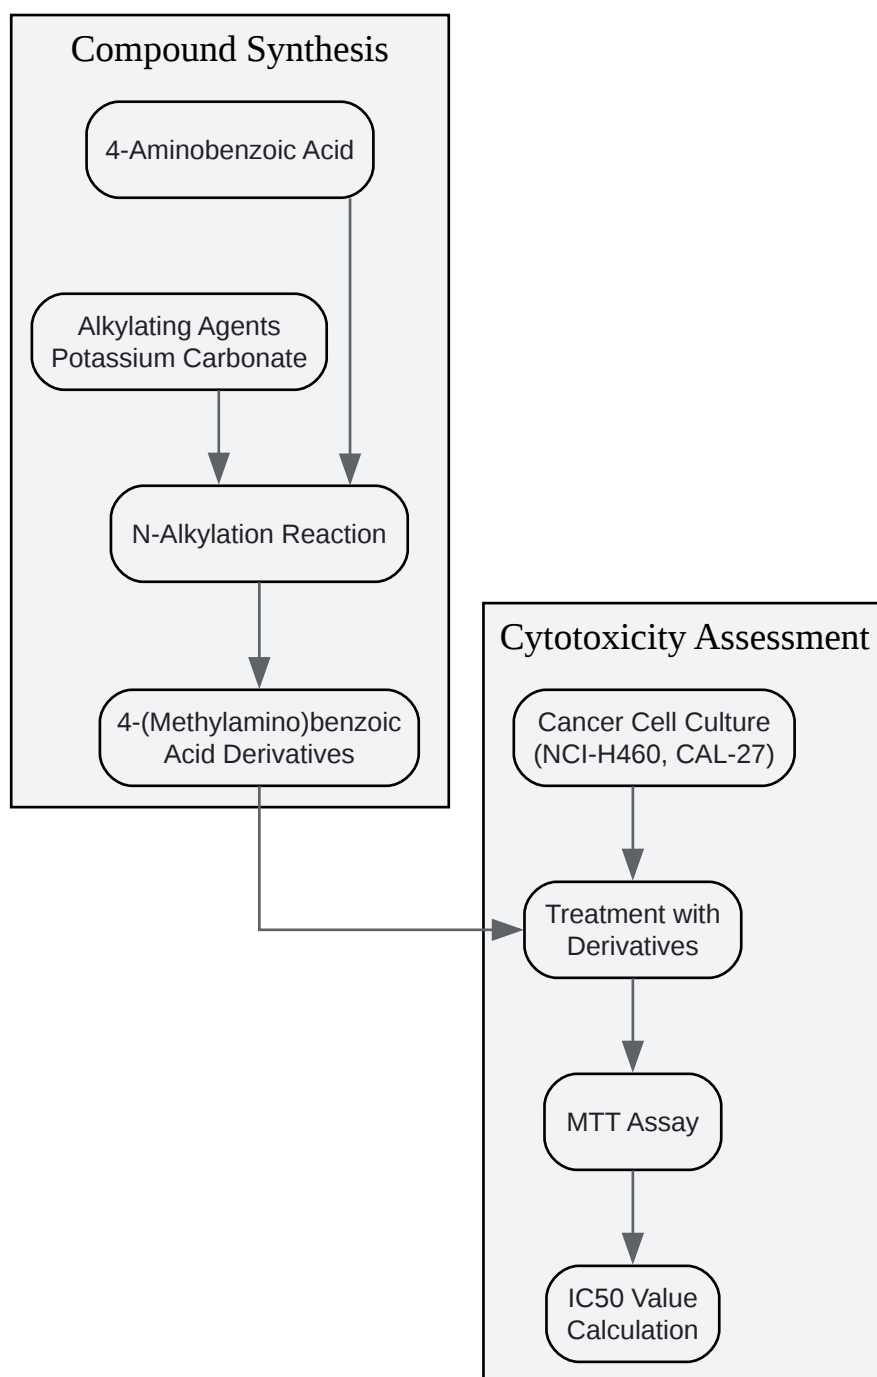 Compound Synthesis
4-Aminobenzoic Acid
Alkylating Agents
Potassium Carbonate
N-Alkylation Reaction
4-(Methylamino)benzoic
Acid Derivatives
Cytotoxicity Assessment
Cancer Cell Culture
(NCI-H460, CAL-27)
Treatment with
Derivatives
MTT Assay
IC50 Value
Calculation